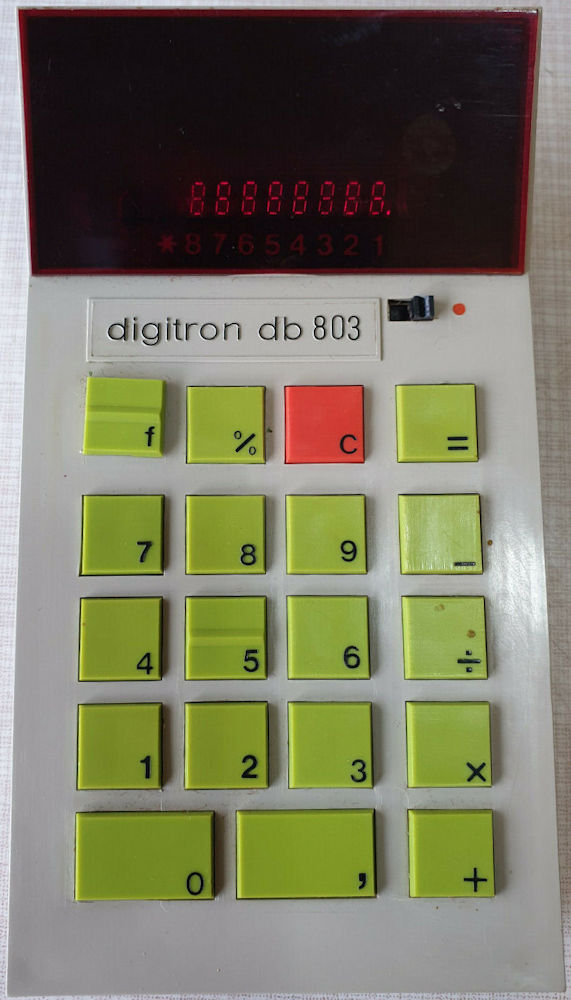 88888888.
*87654321
digitron db 803
f % C =
7 8 9 -
4 5 6 ÷
1 2 3 ×
0 , +